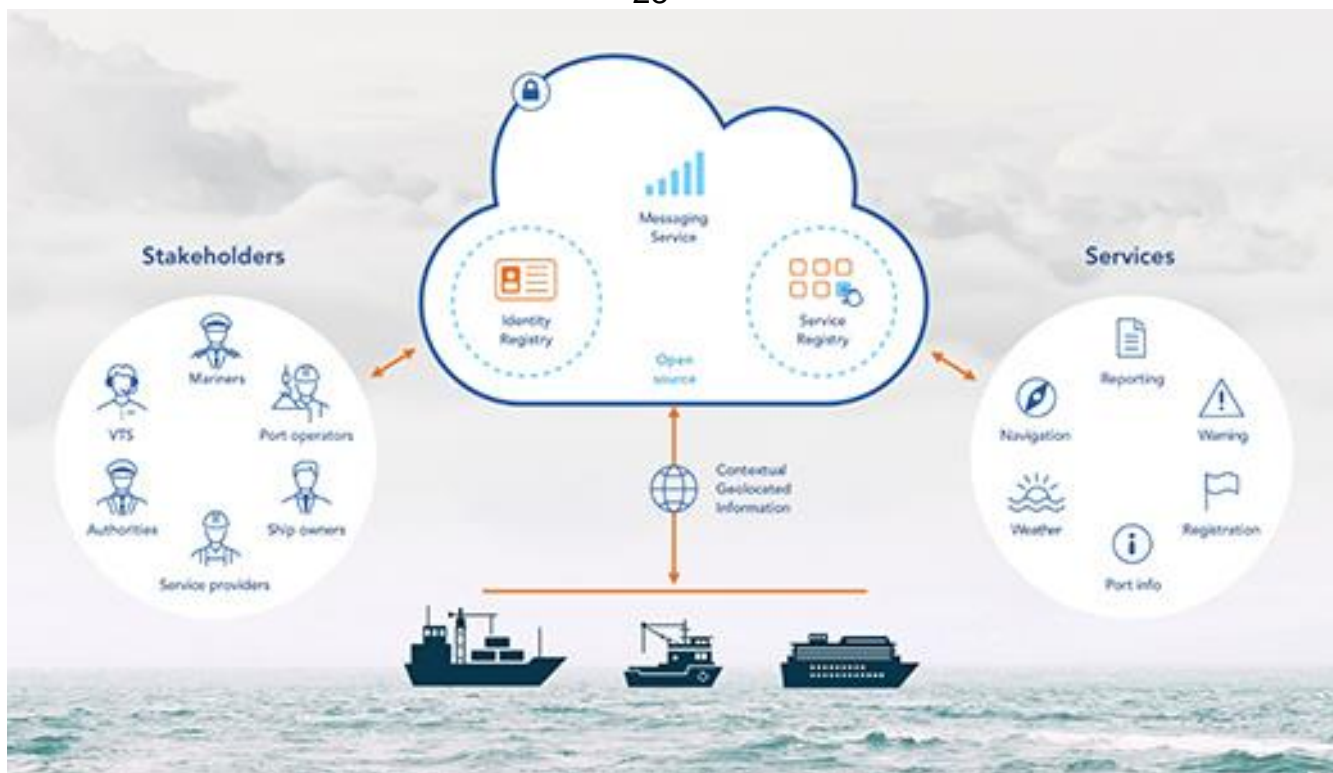 Messaging
Service
Stakeholders
Services
Identity
Registry
Service
Registry
Open
source
Mariners
VTS
Port operators
Authorities
Ship owners
Service providers
Reporting
Navigation
Warning
Weather
Registration
Port info
Contextual
Geolocated
Information